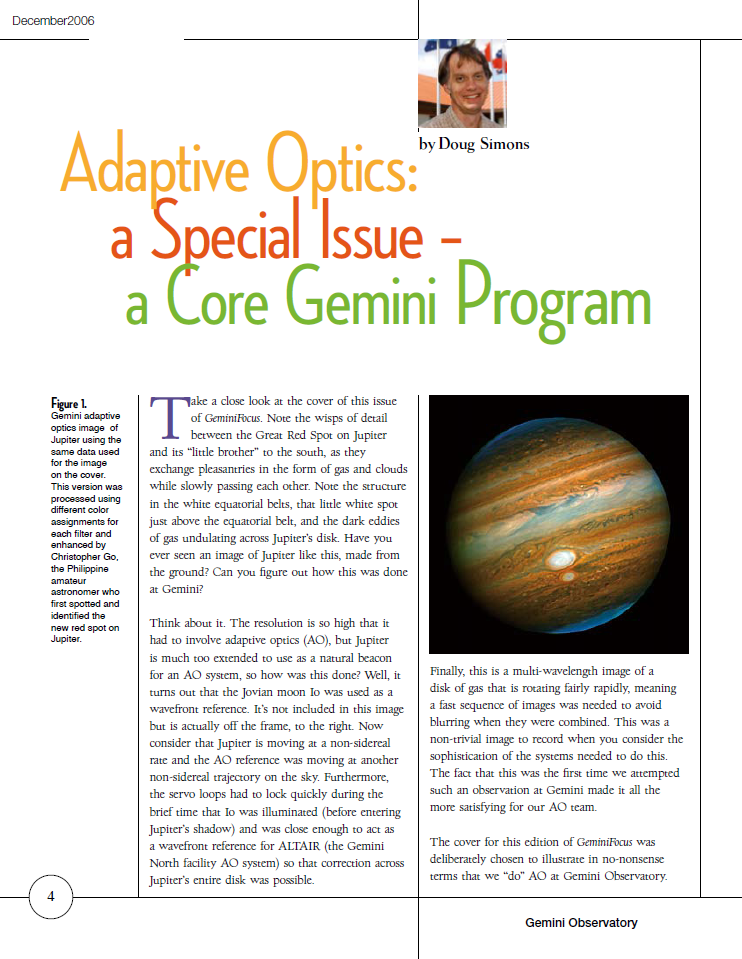 December2006
by Doug Simons
Adaptive Optics:
a Special Issue –
a Core Gemini Program
Figure 1.
Gemini adaptive
optics image of
Jupiter using the
same data used
for the image
on the cover.
This version was
processed using
different color
assignments for
each filter and
enhanced by
Christopher Go,
the Philippine
amateur
astronomer who
first spotted and
identified the
new red spot on
Jupiter.
Take a close look at the cover of this issue
of GeminiFocus. Note the wisps of detail
between the Great Red Spot on Jupiter
and its “little brother” to the south, as they
exchange pleasantries in the form of gas and clouds
while slowly passing each other. Note the structure
in the white equatorial belts, that little white spot
just above the equatorial belt, and the dark eddies
of gas undulating across Jupiter’s disk. Have you
ever seen an image of Jupiter like this, made from
the ground? Can you figure out how this was done
at Gemini?
Think about it. The resolution is so high that it
had to involve adaptive optics (AO), but Jupiter
is much too extended to use as a natural beacon
for an AO system, so how was this done? Well, it
turns out that the Jovian moon Io was used as a
wavefront reference. It’s not included in this image
but is actually off the frame, to the right. Now
consider that Jupiter is moving at a non-sidereal
rate and the AO reference was moving at another
non-sidereal trajectory on the sky. Furthermore,
the servo loops had to lock quickly during the
brief time that Io was illuminated (before entering
Jupiter’s shadow) and was close enough to act as
a wavefront reference for ALTAIR (the Gemini
North facility AO system) so that correction across
Jupiter’s entire disk was possible.
Finally, this is a multi-wavelength image of a
disk of gas that is rotating fairly rapidly, meaning
a fast sequence of images was needed to avoid
blurring when they were combined. This was a
non-trivial image to record when you consider the
sophistication of the systems needed to do this.
The fact that this was the first time we attempted
such an observation at Gemini made it all the
more satisfying for our AO team.
The cover for this edition of GeminiFocus was
deliberately chosen to illustrate in no-nonsense
terms that we “do” AO at Gemini Observatory.
4
Gemini Observatory